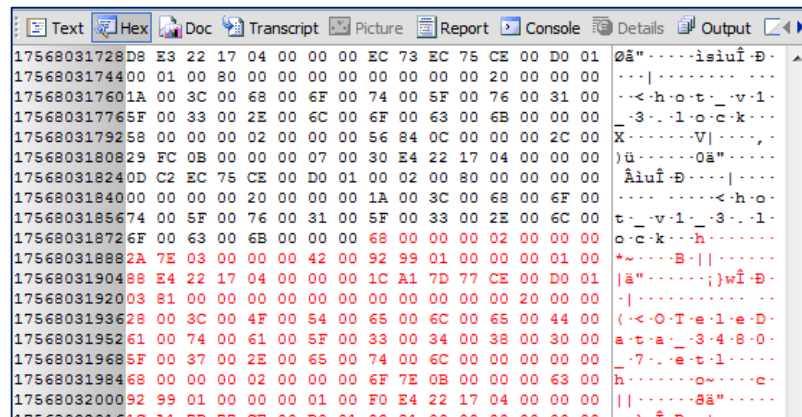 Text Hex Doc Transcript Picture Report Console Details Output
17568031728 D8 E3 22 17 04 00 00 00 EC 73 EC 75 CE 00 D0 01 Øã"·····ìsìuÎ·Ð·
17568031744 00 01 00 80 00 00 00 00 00 00 00 00 20 00 00 00
17568031760 1A 00 3C 00 68 00 6F 00 74 00 5F 00 76 00 31 00 ··<·h·o·t·_·v·1·
17568031776 5F 00 33 00 2E 00 6C 00 6F 00 63 00 6B 00 00 00 _·3·.·l·o·c·k···
17568031792 58 00 00 00 02 00 00 00 56 84 0C 00 00 00 2C 00 X·······V|····,·
17568031808 29 FC 0B 00 00 00 07 00 30 E4 22 17 04 00 00 00 )ü······0ä"·····
17568031824 0D C2 EC 75 CE 00 D0 01 00 02 00 80 00 00 00 00 ÂìuÎ·Ð····|····
17568031840 00 00 00 00 20 00 00 00 1A 00 3C 00 68 00 6F 00 ···· ·····<·h·o·
17568031856 74 00 5F 00 76 00 31 00 5F 00 33 00 2E 00 6C 00 t·_·v·1·_·3·.·l·
17568031872 6F 00 63 00 6B 00 00 00 68 00 00 00 02 00 00 00 o·c·k···h·······
17568031888 2A 7E 03 00 00 00 42 00 92 99 01 00 00 00 01 00 *~····B·||······
17568031904 88 E4 22 17 04 00 00 00 1C A1 7D 77 CE 00 D0 01 |ä"······¡}wÎ·Ð·
17568031920 03 81 00 00 00 00 00 00 00 00 00 00 20 00 00 00
17568031936 28 00 3C 00 4F 00 54 00 65 00 6C 00 65 00 44 00 (·<·O·T·e·l·e·D·
17568031952 61 00 74 00 61 00 5F 00 33 00 34 00 38 00 30 00 a·t·a·_·3·4·8·0·
17568031968 5F 00 37 00 2E 00 65 00 74 00 6C 00 00 00 00 00 _·7·.·e·t·l·····
17568031984 68 00 00 00 02 00 00 00 6F 7E 0B 00 00 00 63 00 h·······o~····c·
17568032000 92 99 01 00 00 00 01 00 F0 E4 22 17 04 00 00 00 ||······ðä"·····